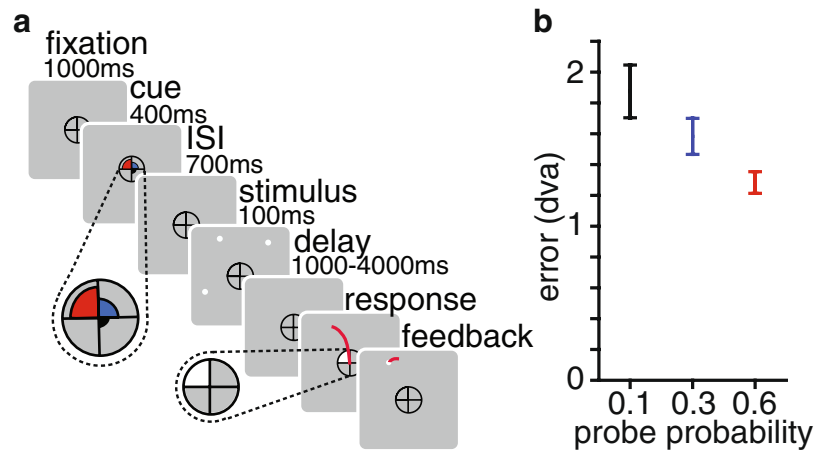 a
fixation
1000ms
cue
400ms
ISI
700ms
stimulus
100ms
delay
1000-4000ms
response
feedback
b
error (dva)
2
1
0
0.1 0.3 0.6
probe probability